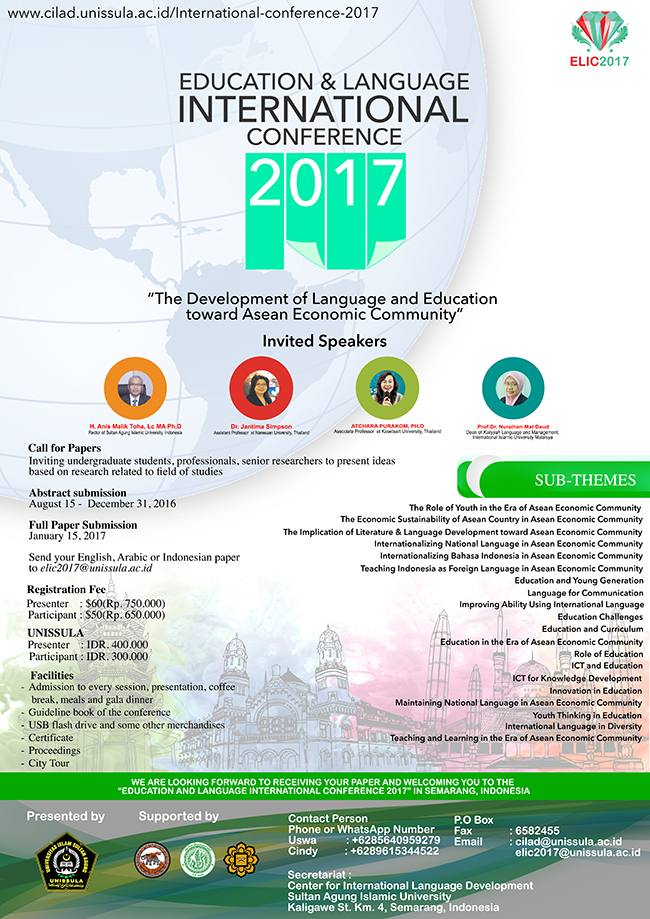 www.cilad.unissula.ac.id/International-conference-2017
ELIC2017
EDUCATION & LANGUAGE
INTERNATIONAL
CONFERENCE
2017
"The Development of Language and Education
toward Asean Economic Community"
Invited Speakers
H. Anis Malik Toha, Lc MA Ph,D
Rector of Sultan Agung Islamic University, Indonesia
Dr. Jantima Simpson
Assistant Professor at Naresuan University, Thailand
ATCHARA PURAKOM, PH,D
Associate Professor at Kasetsart University, Thailand
Prof.Dr. Nuraihan Mat Daud
Dean of Kulliyyah Language and Management,
International Islamic University Malaisya
Call for Papers
Inviting undergraduate students, professionals, senior researchers to present ideas
based on research related to field of studies
Abstract submission
August 15 - December 31, 2016
Full Paper Submission
January 15, 2017
Send your English, Arabic or Indonesian paper
to elic2017@unissula.ac.id
Registration Fee
Presenter : $60(Rp. 750.000)
Participant : $50(Rp. 650.000)
UNISSULA
Presenter : IDR. 400.000
Participant : IDR. 300.000
Facilities
- Admission to every session, presentation, coffee
break, meals and gala dinner
- Guideline book of the conference
- USB flash drive and some other merchandises
- Certificate
- Proceedings
- City Tour
SUB-THEMES
The Role of Youth in the Era of Asean Economic Community
The Economic Sustainability of Asean Country in Asean Economic Community
The Implication of Literature & Language Development toward Asean Economic Community
Internationalizing National Language in Asean Economic Community
Internationalizing Bahasa Indonesia in Asean Economic Community
Teaching Indonesia as Foreign Language in Asean Economic Community
Education and Young Generation
Language for Communication
Improving Ability Using International Language
Education Challenges
Education and Curriculum
Education in the Era of Asean Economic Community
Role of Education
ICT and Education
ICT for Knowledge Development
Innovation in Education
Maintaining National Language in Asean Economic Community
Youth Thinking in Education
International Language in Diversity
Teaching and Learning in the Era of Asean Economic Community
WE ARE LOOKING FORWARD TO RECEIVING YOUR PAPER AND WELCOMING YOU TO THE
"EDUCATION AND LANGUAGE INTERNATIONAL CONFERENCE 2017" IN SEMARANG, INDONESIA
Presented by
UNIVERSITAS ISLAM SULTAN AGUNG
UNISSULA
Supported by
Contact Person
Phone or WhatsApp Number
Uswa : +6285640959279
Cindy : +6289615344522
P.O Box
Fax : 6582455
Email : cilad@unissula.ac.id
elic2017@unissula.ac.id
Secretariat :
Center for International Language Development
Sultan Agung Islamic University
Kaligawe St. Km. 4, Semarang, Indonesia